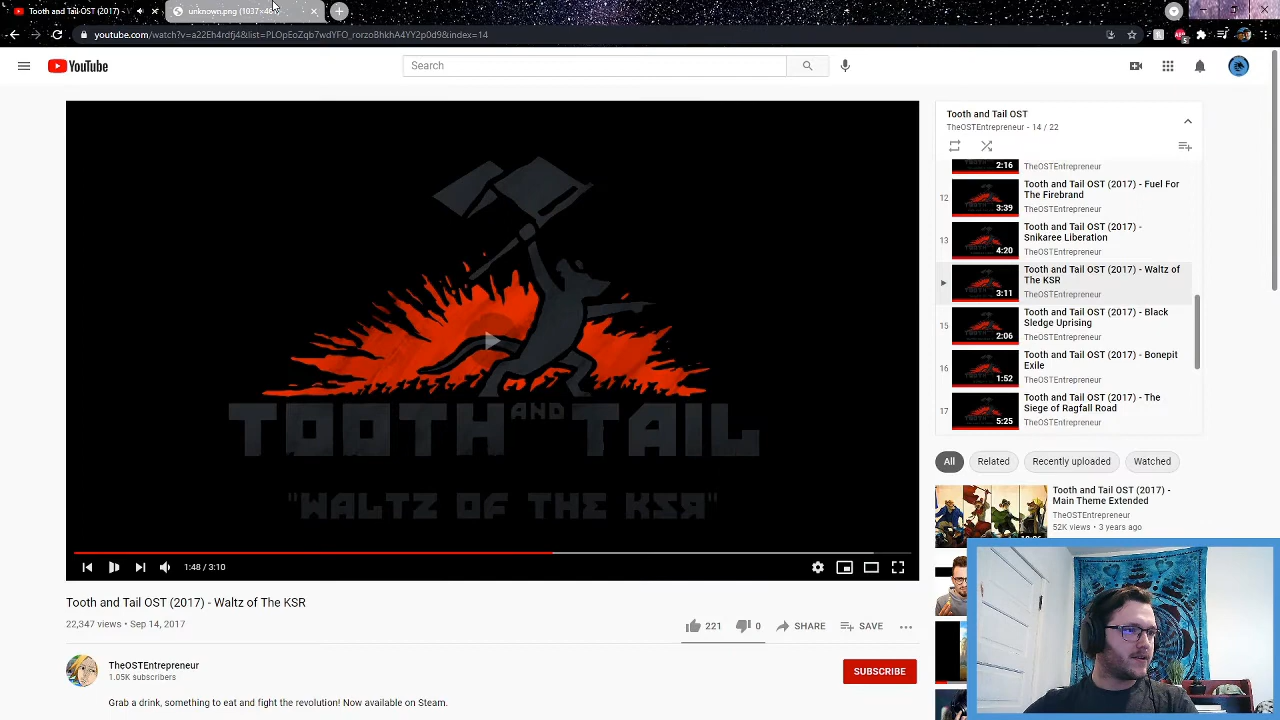 Tooth and Tail OST (2017) - W
unknown.png (1037×464)
youtube.com/watch?v=a22Eh4rdfj4&list=PLOpEoZqb7wdYFO_rorzoBhkhA4YY2p0d9&index=14
YouTube
Search
TOOTH AND TAIL
"WALTZ OF THE KSR"
1:48 / 3:10
Tooth and Tail OST (2017) - Waltz of The KSR
22,347 views • Sep 14, 2017
221
0
SHARE
SAVE
TheOSTEntrepreneur
1.05K subscribers
SUBSCRIBE
Grab a drink, something to eat and fight the revolution! Now available on Steam.
Tooth and Tail OST
TheOSTEntrepreneur - 14 / 22
2:16
TheOSTEntrepreneur
12
3:39
Tooth and Tail OST (2017) - Fuel For
The Firebrand
TheOSTEntrepreneur
13
4:20
Tooth and Tail OST (2017) -
Snikaree Liberation
TheOSTEntrepreneur
3:11
Tooth and Tail OST (2017) - Waltz of
The KSR
TheOSTEntrepreneur
15
2:06
Tooth and Tail OST (2017) - Black
Sledge Uprising
TheOSTEntrepreneur
16
1:52
Tooth and Tail OST (2017) - Bonepit
Exile
TheOSTEntrepreneur
17
5:25
Tooth and Tail OST (2017) - The
Siege of Ragfall Road
TheOSTEntrepreneur
All
Related
Recently uploaded
Watched
Tooth and Tail OST (2017) -
Main Theme Extended
TheOSTEntrepreneur
52K views • 3 years ago